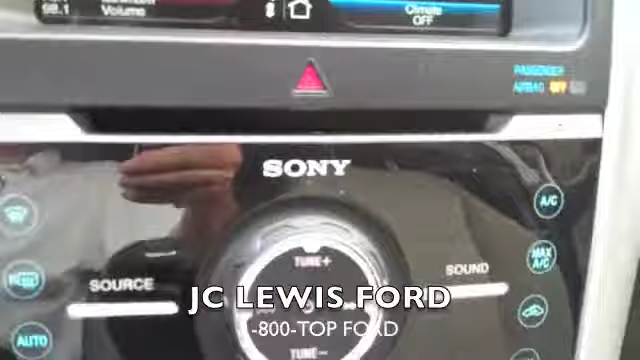 98.1 Volume
Climate
OFF
PASSENGER
AIRBAG OFF
SONY
A/C
TUNE+
MAX
A/C
SOUND
SOURCE
JC LEWIS FORD
1-800-TOP FORD
AUTO
TUNE-